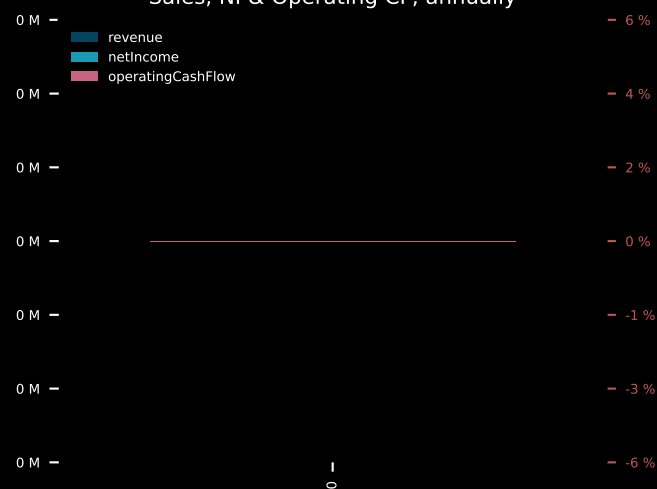 Sales, NI & Operating CF, annually
0 M
6 %
revenue
netIncome
operatingCashFlow
0 M
4 %
0 M
2 %
0 M
0 %
0 M
-1 %
0 M
-3 %
0 M
-6 %
0